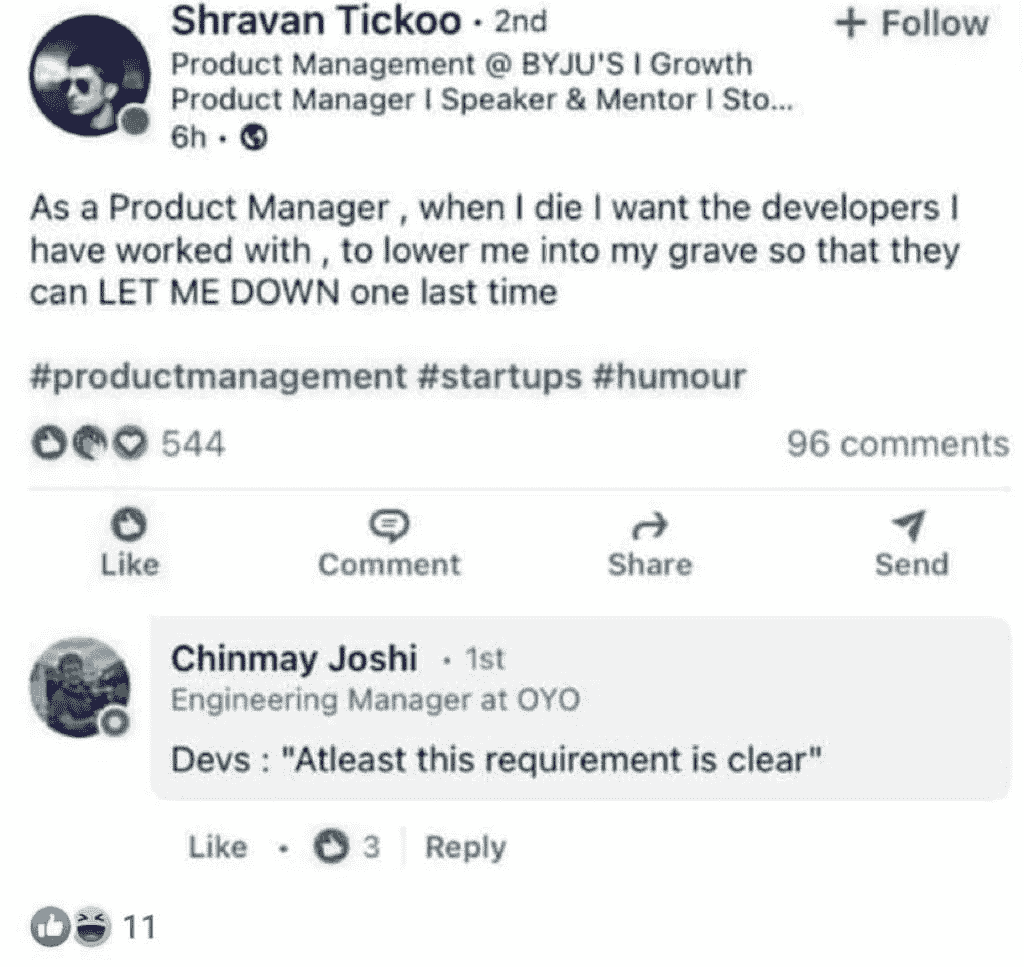 Shravan Tickoo · 2nd
+ Follow
Product Management @ BYJU'S I Growth
Product Manager I Speaker & Mentor I Sto...
6h ·
As a Product Manager , when I die I want the developers I
have worked with , to lower me into my grave so that they
can LET ME DOWN one last time
#productmanagement #startups #humour
544
96 comments
Like
Comment
Share
Send
Chinmay Joshi · 1st
Engineering Manager at OYO
Devs : "Atleast this requirement is clear"
Like · 3
Reply
11